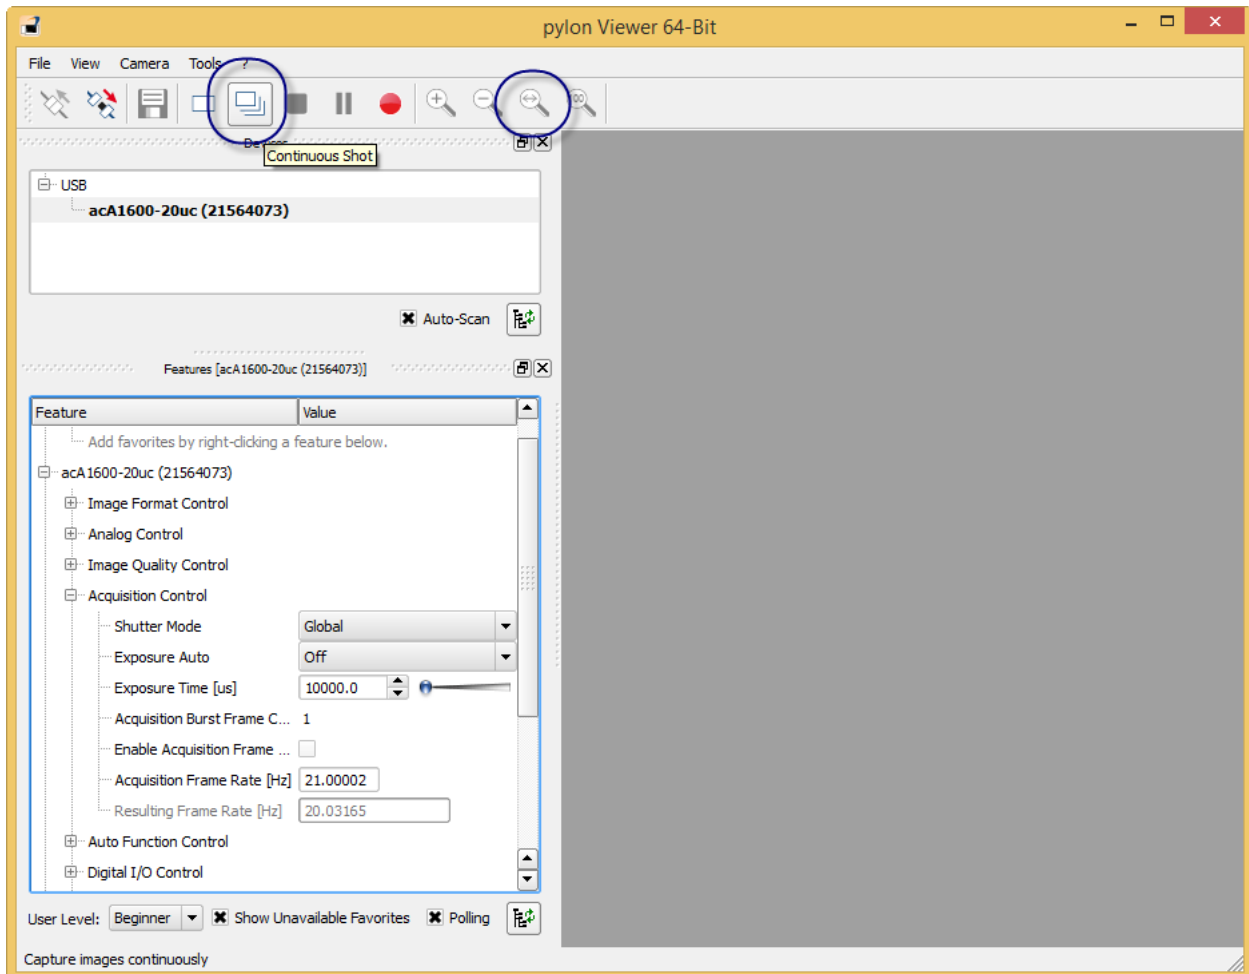 pylon Viewer 64-Bit
File View Camera Tools ?
100
Continuous Shot
USB
acA1600-20uc (21564073)
Auto-Scan
Features [acA1600-20uc (21564073)]
Feature Value
Add favorites by right-clicking a feature below.
acA1600-20uc (21564073)
Image Format Control
Analog Control
Image Quality Control
Acquisition Control
Shutter Mode Global
Exposure Auto Off
Exposure Time [us] 10000.0
Acquisition Burst Frame C... 1
Enable Acquisition Frame ...
Acquisition Frame Rate [Hz] 21.00002
Resulting Frame Rate [Hz] 20.03165
Auto Function Control
Digital I/O Control
User Level: Beginner Show Unavailable Favorites Polling
Capture images continuously